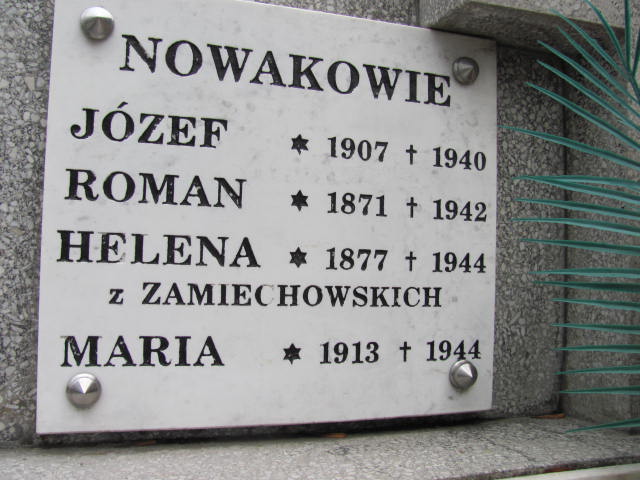 NOWAKOWIE
JÓZEF ✶ 1907 † 1940
ROMAN ✶ 1871 † 1942
HELENA ✶ 1877 † 1944
z ZAMIECHOWSKICH
MARIA ✶ 1913 † 1944